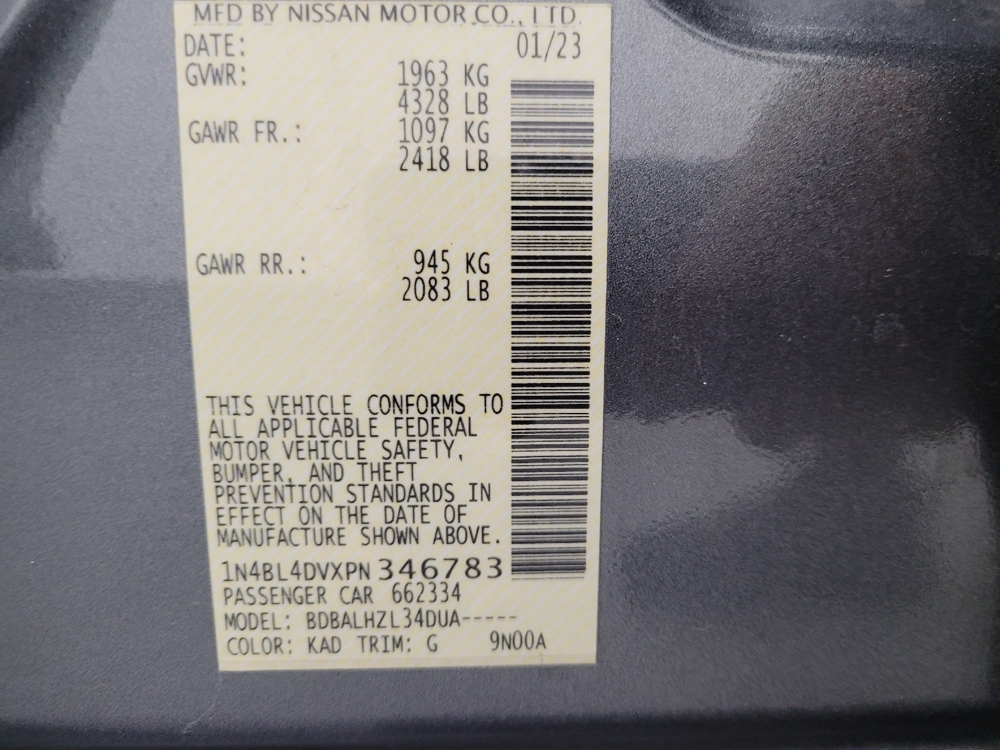 MFD BY NISSAN MOTOR CO., LTD.
DATE: 01/23
GVWR: 1963 KG
4328 LB
GAWR FR.: 1097 KG
2418 LB
GAWR RR.: 945 KG
2083 LB
THIS VEHICLE CONFORMS TO
ALL APPLICABLE FEDERAL
MOTOR VEHICLE SAFETY,
BUMPER, AND THEFT
PREVENTION STANDARDS IN
EFFECT ON THE DATE OF
MANUFACTURE SHOWN ABOVE.
1N4BL4DVXPN346783
PASSENGER CAR 662334
MODEL: BDBALHZL34DUA-----
COLOR: KAD TRIM: G 9N00A